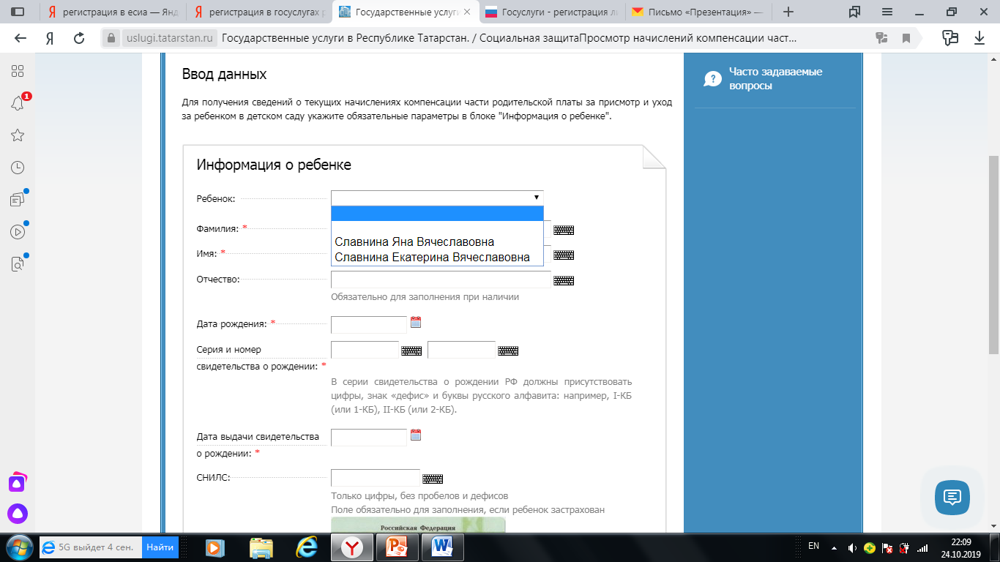 регистрация в есиа — Янд
регистрация в госуслугах р
Государственные услуги
Госуслуги - регистрация ли
Письмо «Презентация» —
uslugi.tatarstan.ru
Государственные услуги в Республике Татарстан. / Социальная защитаПросмотр начислений компенсации част...
1
Ввод данных
Для получения сведений о текущих начислениях компенсации части родительской платы за присмотр и уход
за ребенком в детском саду укажите обязательные параметры в блоке "Информация о ребенке".
Часто задаваемые
вопросы
Информация о ребенке
Ребенок:
Фамилия: *
Славнина Яна Вячеславовна
Имя: *
Славнина Екатерина Вячеславовна
Отчество:
Обязательно для заполнения при наличии
Дата рождения: *
Серия и номер
свидетельства о рождении: *
В серии свидетельства о рождении РФ должны присутствовать
цифры, знак «дефис» и буквы русского алфавита: например, I-КБ
(или 1-КБ), II-КБ (или 2-КБ).
Дата выдачи свидетельства
о рождении: *
СНИЛС:
Только цифры, без пробелов и дефисов
Поле обязательно для заполнения, если ребенок застрахован
Российская Федерация
5G выйдет 4 сен.
Найти
EN
22:09
24.10.2019